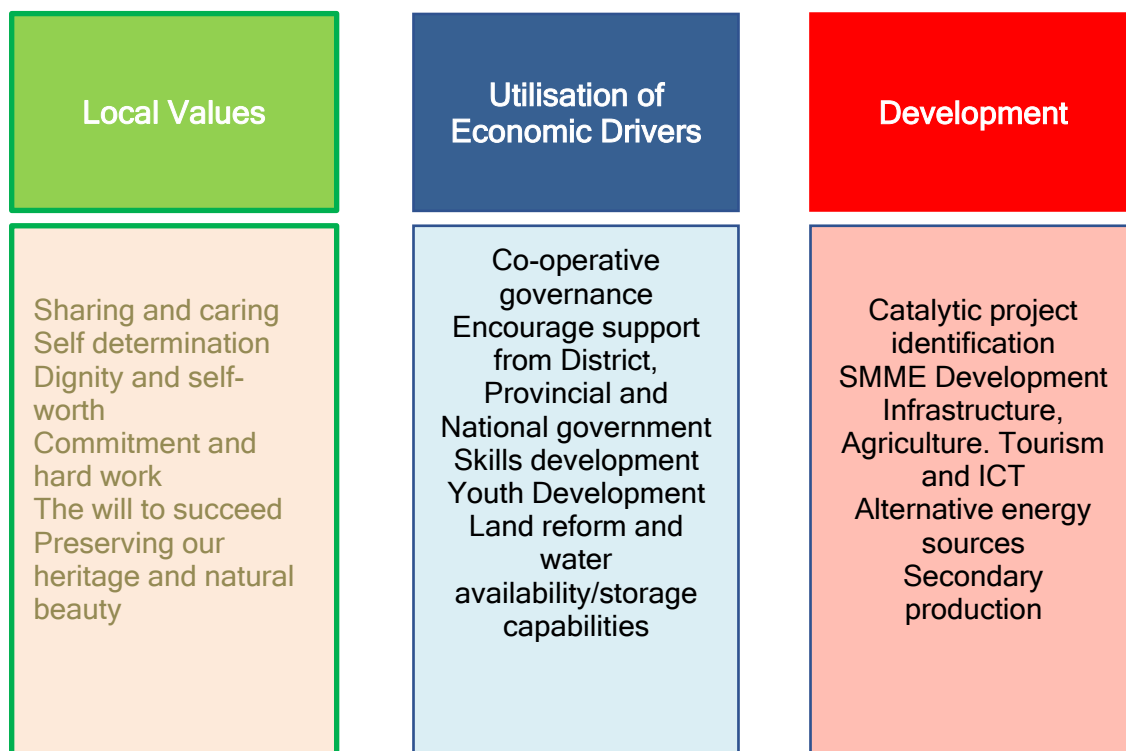 Local Values
Sharing and caring
Self determination
Dignity and self-
worth
Commitment and
hard work
The will to succeed
Preserving our
heritage and natural
beauty
Utilisation of
Economic Drivers
Co-operative
governance
Encourage support
from District,
Provincial and
National government
Skills development
Youth Development
Land reform and
water
availability/storage
capabilities
Development
Catalytic project
identification
SMME Development
Infrastructure,
Agriculture. Tourism
and ICT
Alternative energy
sources
Secondary
production